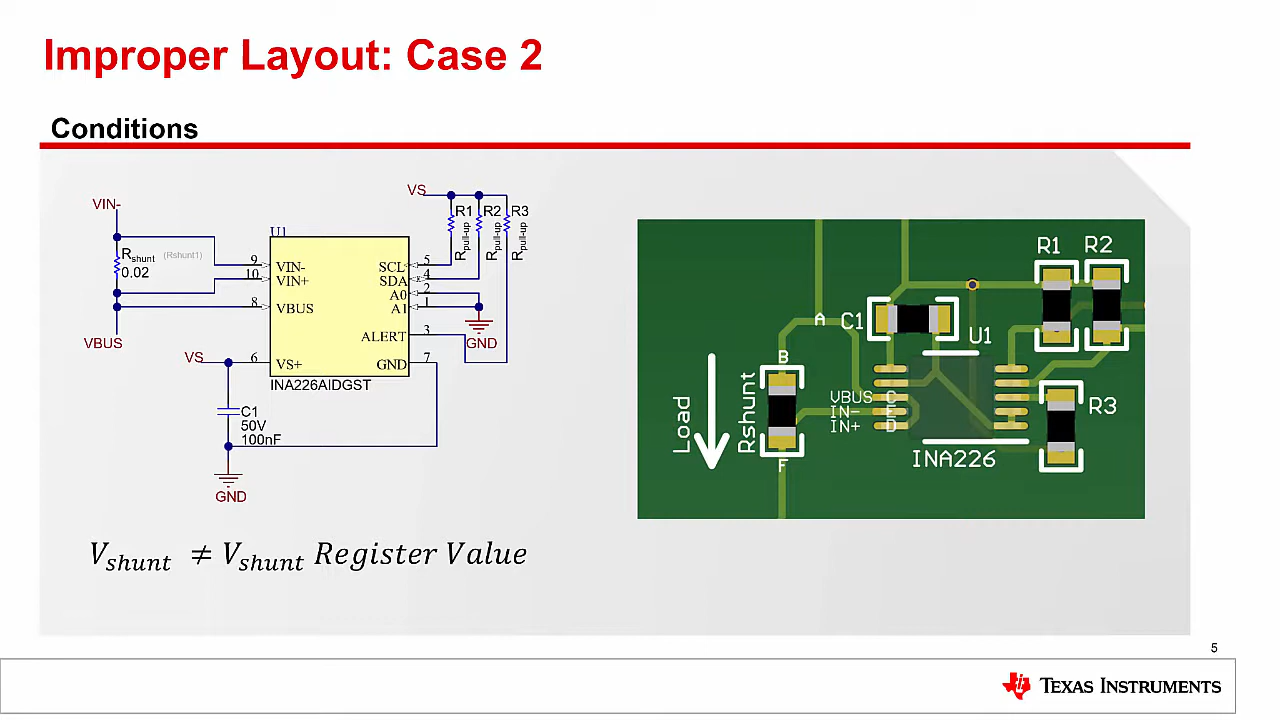 Improper Layout: Case 2
Conditions
VIN-
Rshunt (Rshunt1)
0.02
VBUS
U1
9 VIN-
10 VIN+
8 VBUS
VS 6 VS+
SCL 5
SDA 4
A0 2
A1 1
ALERT 3
GND 7
INA226AIDGST
VS
R1 R2 R3
Rpull-up Rpull-up Rpull-up
GND
C1
50V
100nF
GND
Vshunt ≠ Vshunt Register Value
R1 R2
A C1
U1
B
Load
Rshunt
VBUS C
IN- E
IN+ D
R3
F
INA226
5
TEXAS INSTRUMENTS